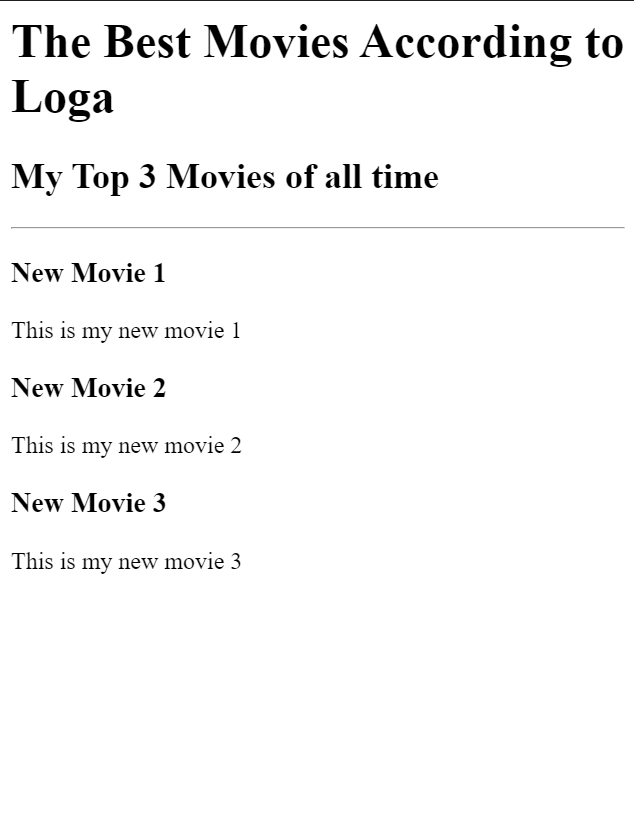 The Best Movies According to
Loga
My Top 3 Movies of all time
New Movie 1
This is my new movie 1
New Movie 2
This is my new movie 2
New Movie 3
This is my new movie 3